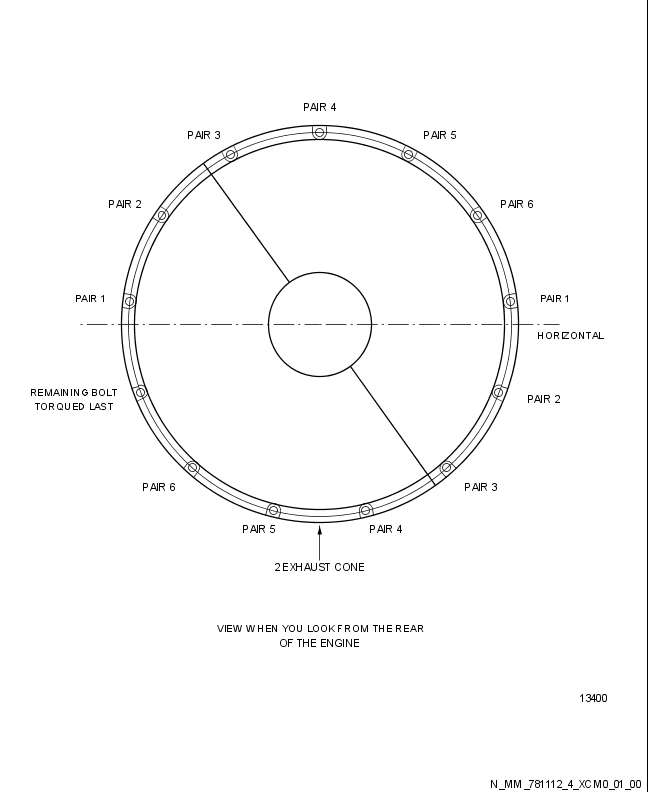 PAIR 4
PAIR 3
PAIR 5
PAIR 2
PAIR 6
PAIR 1
PAIR 1
HORIZONTAL
REMAINING BOLT
TORQUED LAST
PAIR 2
PAIR 6
PAIR 3
PAIR 5
PAIR 4
2 EXHAUST CONE
VIEW WHEN YOU LOOK FROM THE REAR
OF THE ENGINE
13400
N_MM_781112_4_XCM0_01_00